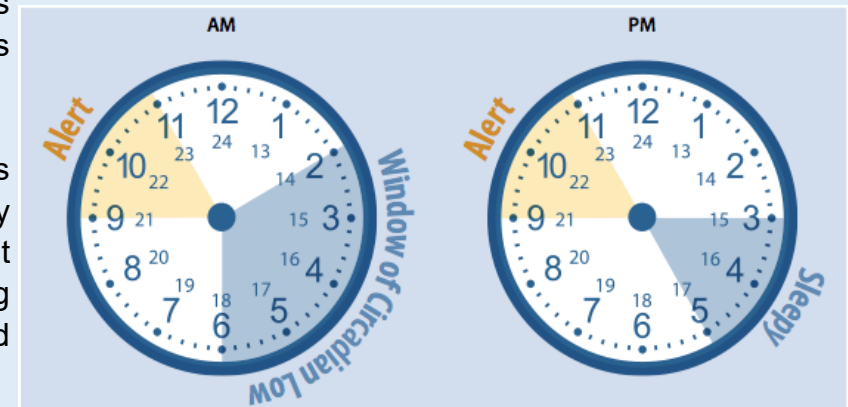 AM
Alert
12 1 2 3 4 5 6 7 8 9 10 11
24 13 14 15 16 17 18 19 20 21 22 23
Window of Circadian Low
PM
Alert
12 1 2 3 4 5 6 7 8 9 10 11
24 13 14 15 16 17 18 19 20 21 22 23
Sleepy